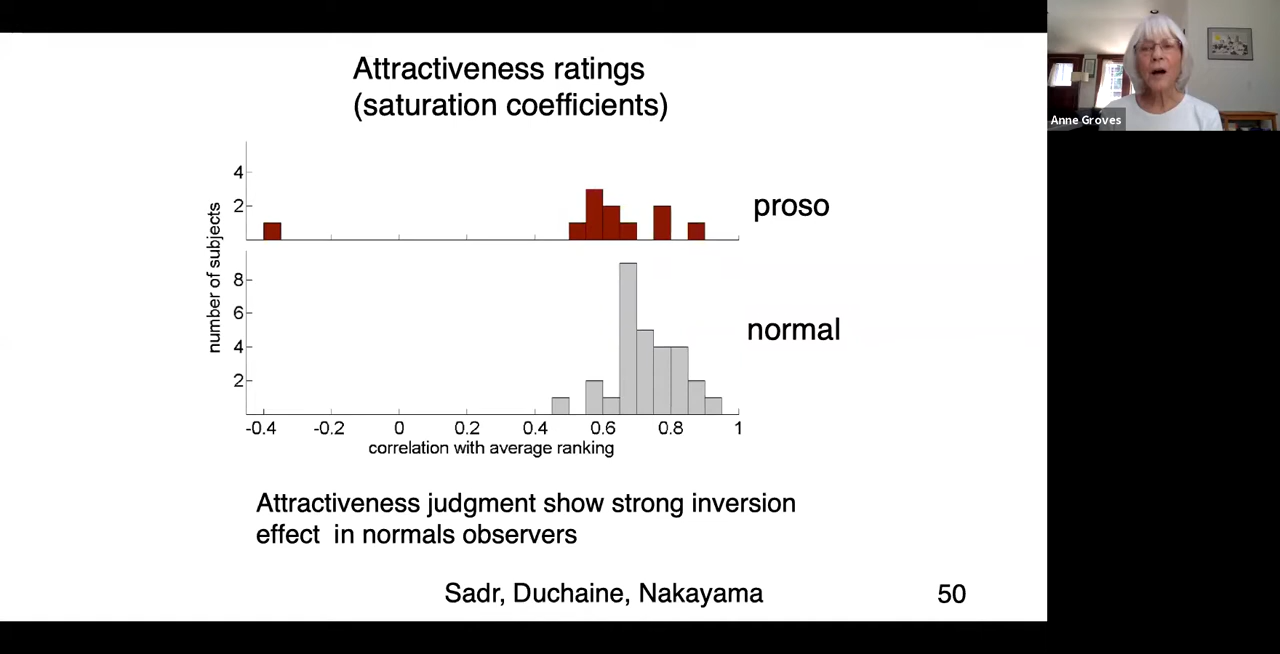 Attractiveness ratings
(saturation coefficients)
Anne Groves
4
2
proso
number of subjects
8
6
4
2
normal
-0.4 -0.2 0 0.2 0.4 0.6 0.8 1
correlation with average ranking
Attractiveness judgment show strong inversion
effect in normals observers
Sadr, Duchaine, Nakayama
50